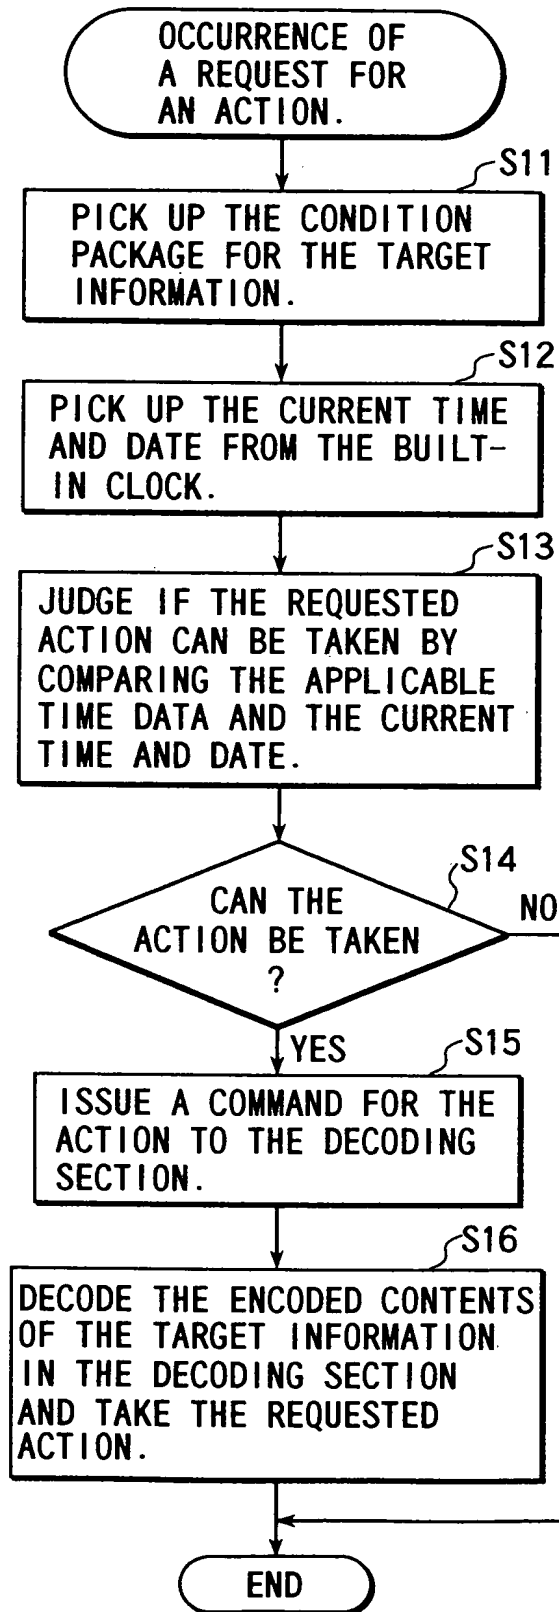 OCCURRENCE OF
A REQUEST FOR
AN ACTION.
S11
PICK UP THE CONDITION
PACKAGE FOR THE TARGET
INFORMATION.
S12
PICK UP THE CURRENT TIME
AND DATE FROM THE BUILT-
IN CLOCK.
S13
JUDGE IF THE REQUESTED
ACTION CAN BE TAKEN BY
COMPARING THE APPLICABLE
TIME DATA AND THE CURRENT
TIME AND DATE.
S14
CAN THE
ACTION BE TAKEN
?
NO
YES
S15
ISSUE A COMMAND FOR THE
ACTION TO THE DECODING
SECTION.
S16
DECODE THE ENCODED CONTENTS
OF THE TARGET INFORMATION
IN THE DECODING SECTION
AND TAKE THE REQUESTED
ACTION.
END